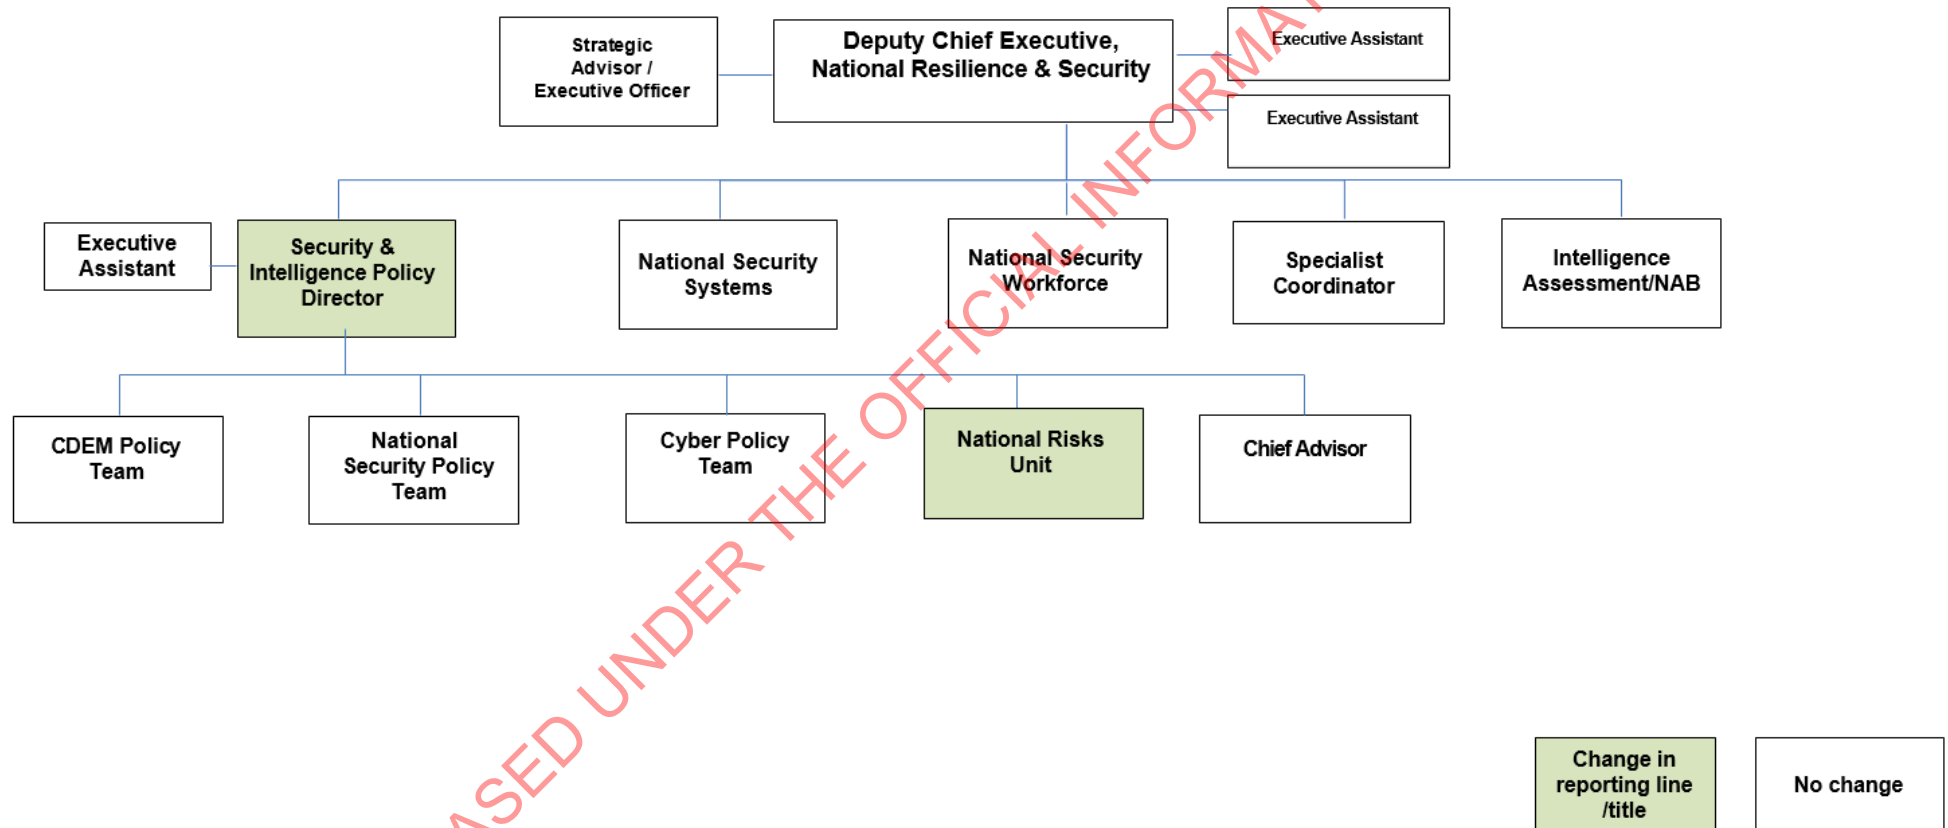 Strategic
Advisor /
Executive Officer
Deputy Chief Executive,
National Resilience & Security
Executive Assistant
Executive Assistant
Executive
Assistant
Security &
Intelligence Policy
Director
National Security
Systems
National Security
Workforce
Specialist
Coordinator
Intelligence
Assessment/NAB
CDEM Policy
Team
National
Security Policy
Team
Cyber Policy
Team
National Risks
Unit
Chief Advisor
Change in
reporting line
/title
No change
ASED UNDER THE OFFICIAL INFORMAT